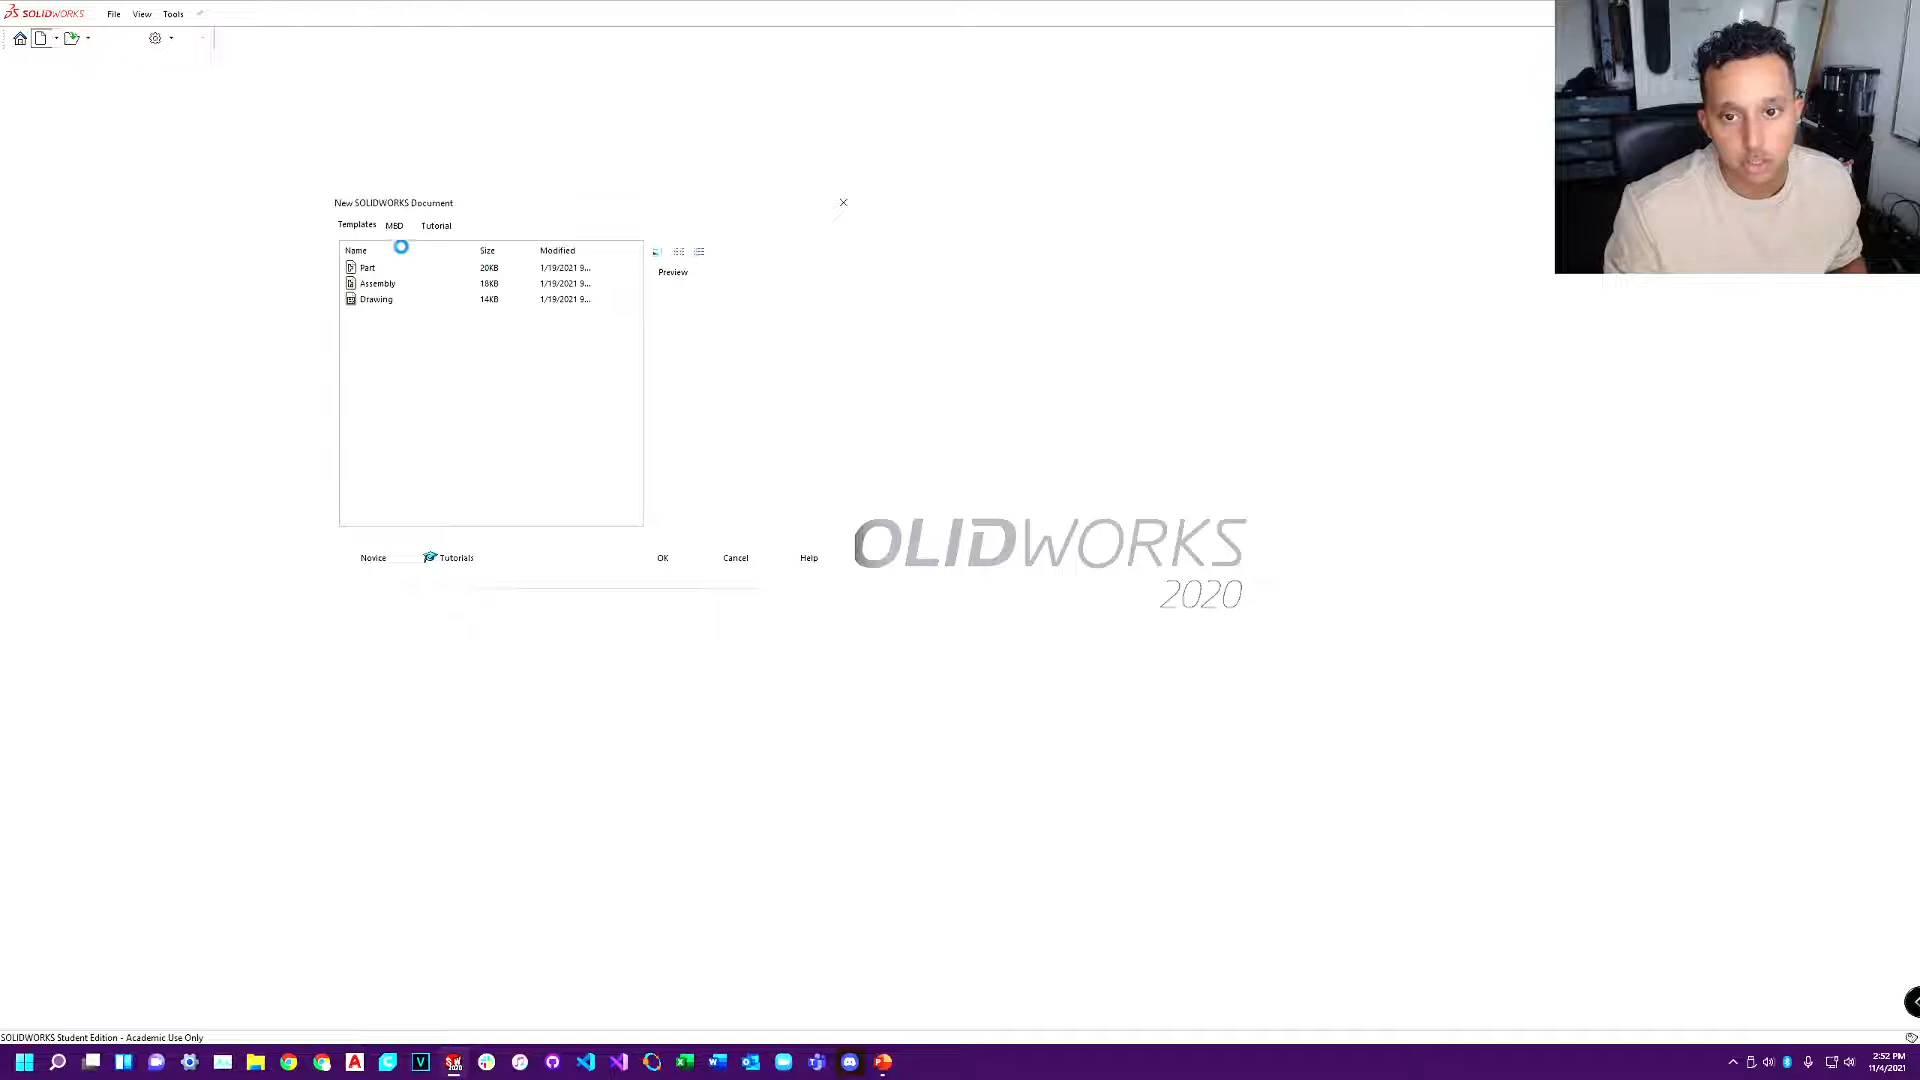 SOLIDWORKS File View Tools
New SOLIDWORKS Document
Templates MBD Tutorial
Name Size Modified
Part 20KB 1/19/2021 9...
Assembly 18KB 1/19/2021 9...
Drawing 14KB 1/19/2021 9...
Preview
Novice Tutorials OK Cancel Help
OLIDWORKS
2020
SOLIDWORKS Student Edition - Academic Use Only
2:52 PM
11/4/2021